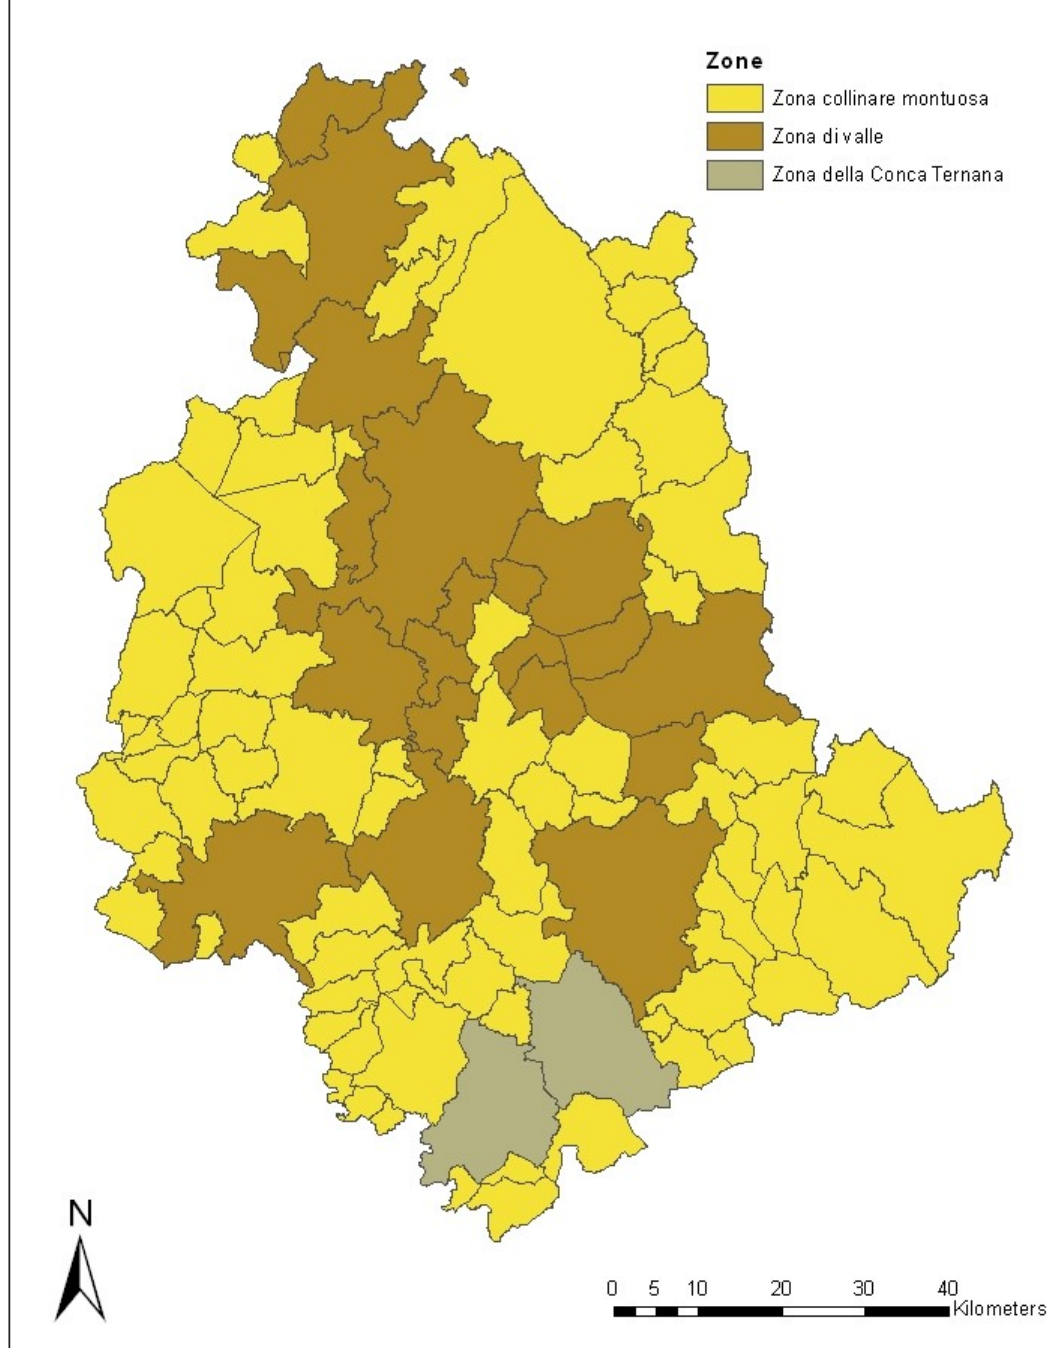 Zone
Zona collinare montuosa
Zona di valle
Zona della Conca Ternana
N
0 5 10 20 30 40
Kilometers